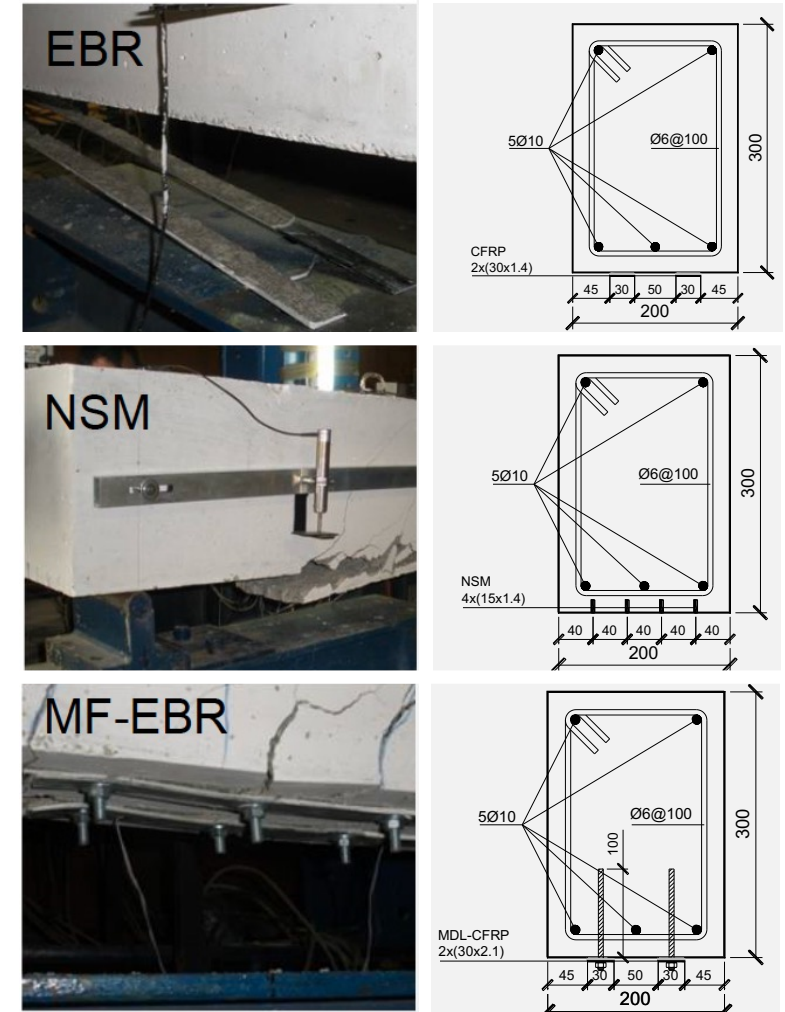 EBR
5Ø10
Ø6@100
300
CFRP
2x(30x1.4)
45 30 50 30 45
200
NSM
5Ø10
Ø6@100
300
NSM
4x(15x1.4)
40 40 40 40 40
200
MF-EBR
5Ø10
100
Ø6@100
300
MDL-CFRP
2x(30x2.1)
45 30 50 30 45
200